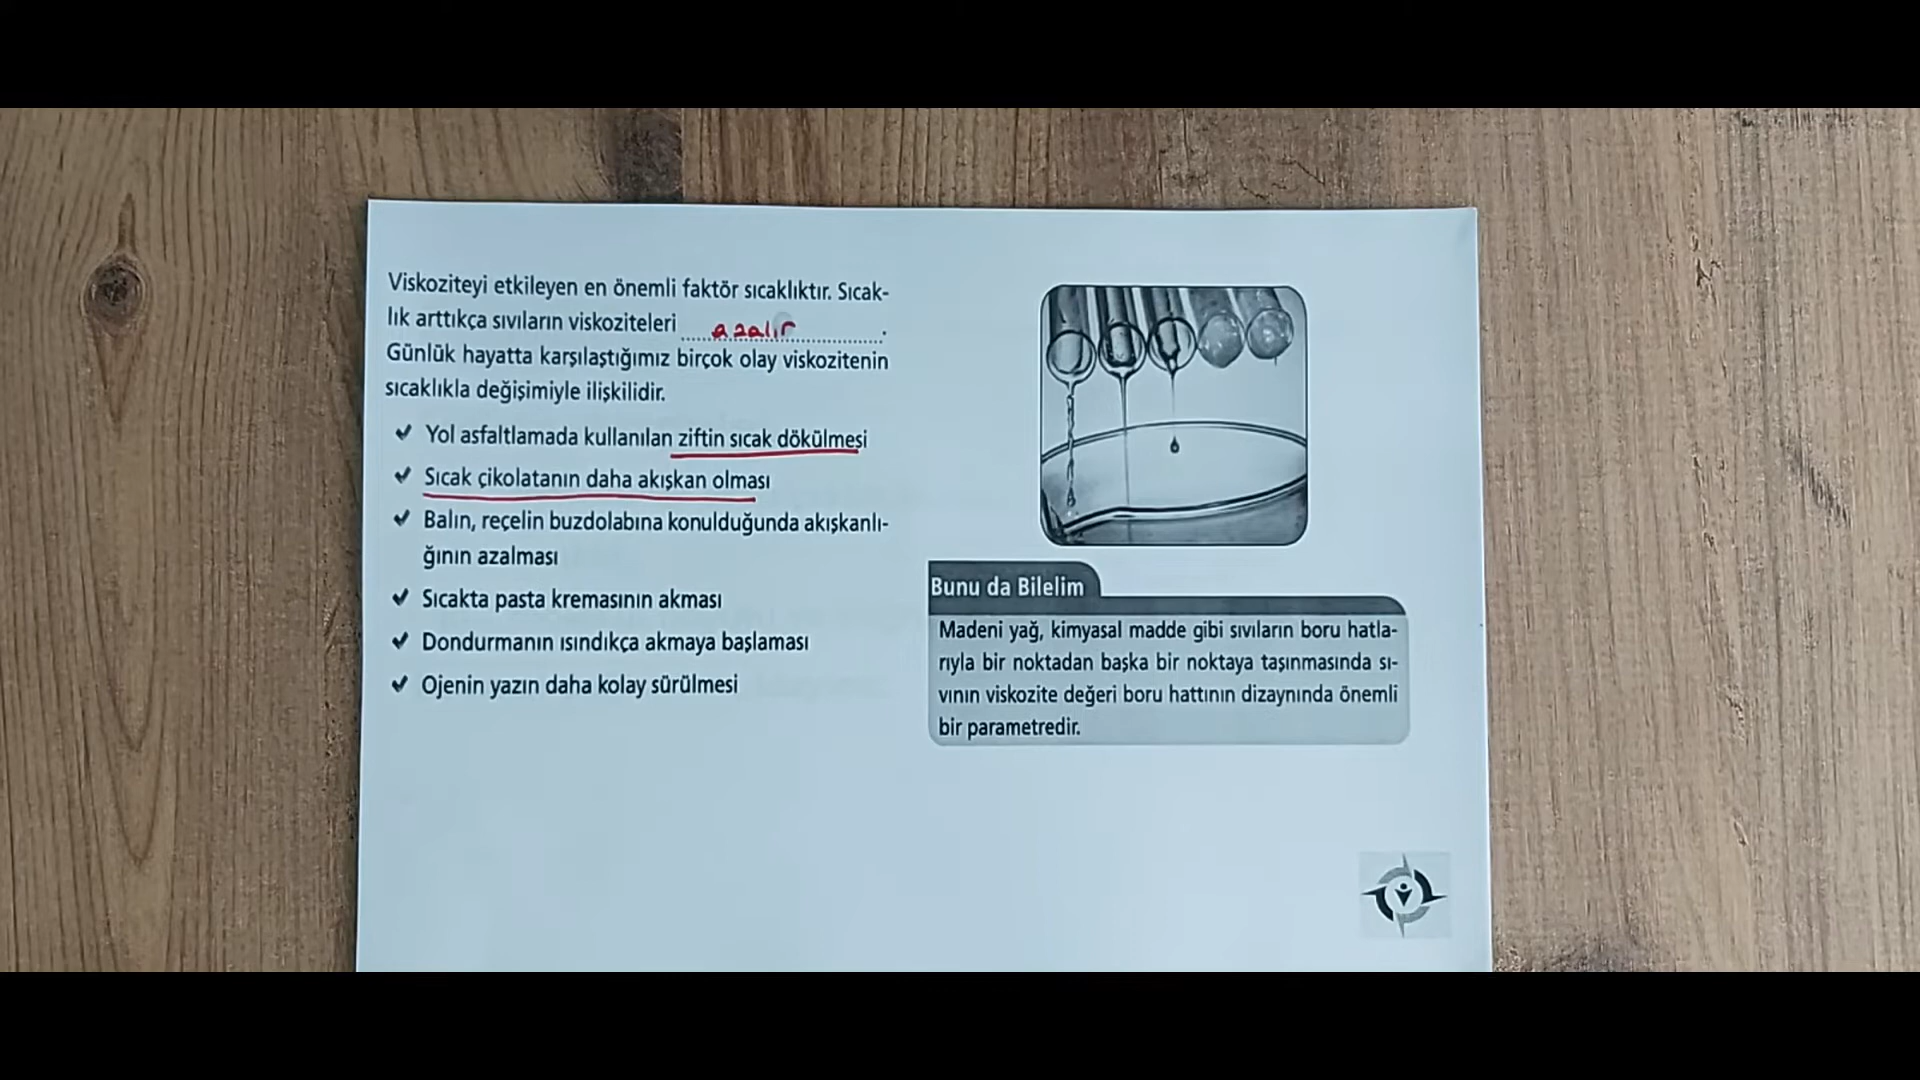 Viskoziteyi etkileyen en önemli faktör sıcaklıktır. Sıcak-
lık arttıkça sıvıların viskoziteleri azalır .
Günlük hayatta karşılaştığımız birçok olay viskozitenin
sıcaklıkla değişimiyle ilişkilidir.
✔ Yol asfaltlamada kullanılan ziftin sıcak dökülmesi
✔ Sıcak çikolatanın daha akışkan olması
✔ Balın, reçelin buzdolabına konulduğunda akışkanlı-
ğının azalması
✔ Sıcakta pasta kremasının akması
✔ Dondurmanın ısındıkça akmaya başlaması
✔ Ojenin yazın daha kolay sürülmesi
Bunu da Bilelim
Madeni yağ, kimyasal madde gibi sıvıların boru hatla-
rıyla bir noktadan başka bir noktaya taşınmasında sı-
vının viskozite değeri boru hattının dizaynında önemli
bir parametredir.